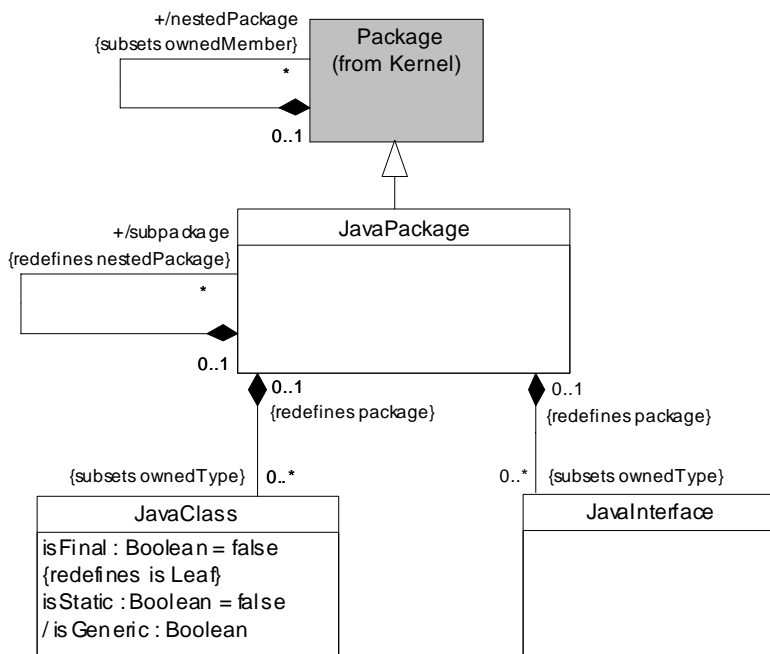 +/nestedPackage
{subsets ownedMember}
*
0..1
Package
(from Kernel)
+/subpackage
{redefines nestedPackage}
*
0..1
JavaPackage
0..1
{redefines package}
0..1
{redefines package}
{subsets ownedType}
0..*
0..*
{subsets ownedType}
JavaClass
isFinal : Boolean = false
{redefines is Leaf}
isStatic : Boolean = false
/ isGeneric : Boolean
JavaInterface